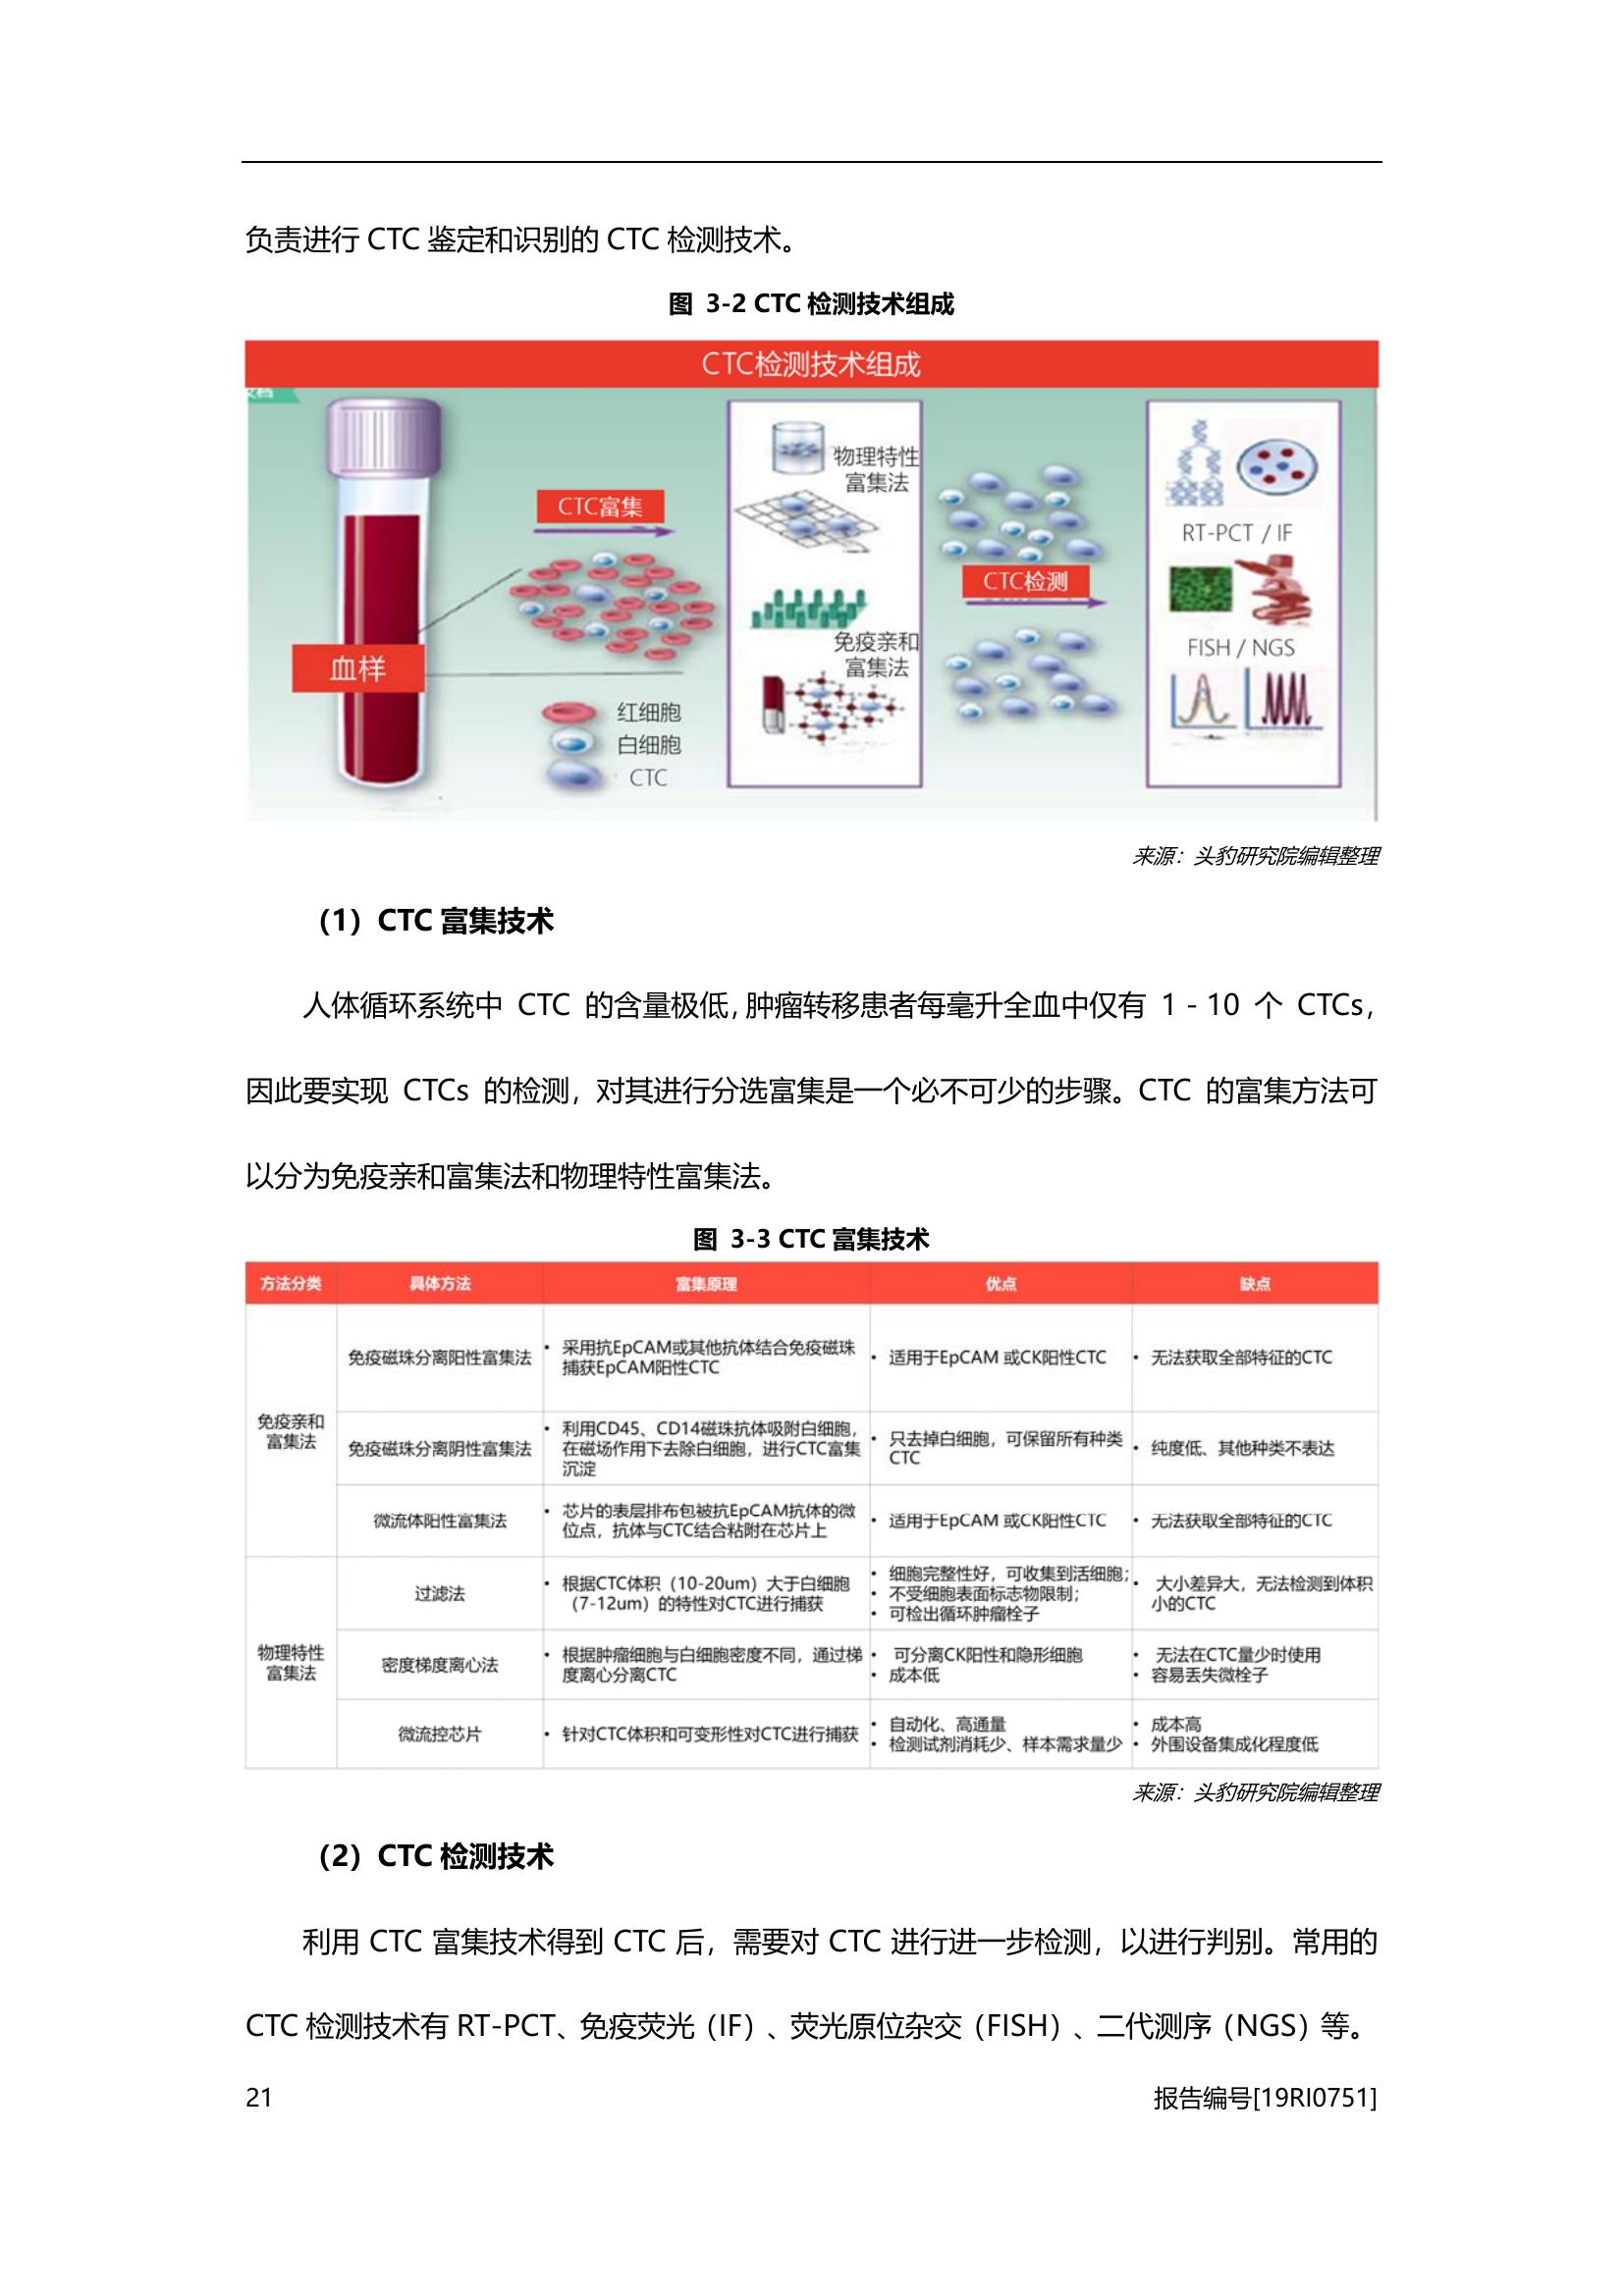 负责进行 CTC 鉴定和识别的 CTC 检测技术。
图 3-2 CTC 检测技术组成
CTC检测技术组成
CTC富集
血样
红细胞
白细胞
CTC
物理特性
富集法
免疫亲和
富集法
CTC检测
RT-PCT / IF
FISH / NGS
来源：头豹研究院编辑整理
（1）CTC 富集技术
人体循环系统中 CTC 的含量极低，肿瘤转移患者每毫升全血中仅有 1 - 10 个 CTCs，
因此要实现 CTCs 的检测，对其进行分选富集是一个必不可少的步骤。CTC 的富集方法可
以分为免疫亲和富集法和物理特性富集法。
图 3-3 CTC 富集技术
方法分类 具体方法 富集原理 优点 缺点
免疫亲和
富集法
免疫磁珠分离阳性富集法
• 采用抗EpCAM或其他抗体结合免疫磁珠
捕获EpCAM阳性CTC
• 适用于EpCAM 或CK阳性CTC
• 无法获取全部特征的CTC
免疫磁珠分离阴性富集法
• 利用CD45、CD14磁珠抗体吸附白细胞，
在磁场作用下去除白细胞，进行CTC富集
沉淀
• 只去掉白细胞，可保留所有种类
CTC
• 纯度低、其他种类不表达
微流体阳性富集法
• 芯片的表层排布包被抗EpCAM抗体的微
位点，抗体与CTC结合粘附在芯片上
• 适用于EpCAM 或CK阳性CTC
• 无法获取全部特征的CTC
物理特性
富集法
过滤法
• 根据CTC体积（10-20um）大于白细胞
（7-12um）的特性对CTC进行捕获
• 细胞完整性好，可收集到活细胞；
• 不受细胞表面标志物限制；
• 可检出循环肿瘤栓子
• 大小差异大，无法检测到体积
小的CTC
密度梯度离心法
• 根据肿瘤细胞与白细胞密度不同，通过梯
度离心分离CTC
• 可分离CK阳性和隐形细胞
• 成本低
• 无法在CTC量少时使用
• 容易丢失微栓子
微流控芯片
• 针对CTC体积和可变形性对CTC进行捕获
• 自动化、高通量
• 检测试剂消耗少、样本需求量少
• 成本高
• 外围设备集成化程度低
来源：头豹研究院编辑整理
（2）CTC 检测技术
利用 CTC 富集技术得到 CTC 后，需要对 CTC 进行进一步检测，以进行判别。常用的
CTC 检测技术有 RT-PCT、免疫荧光（IF）、荧光原位杂交（FISH）、二代测序（NGS）等。
21
报告编号[19RI0751]